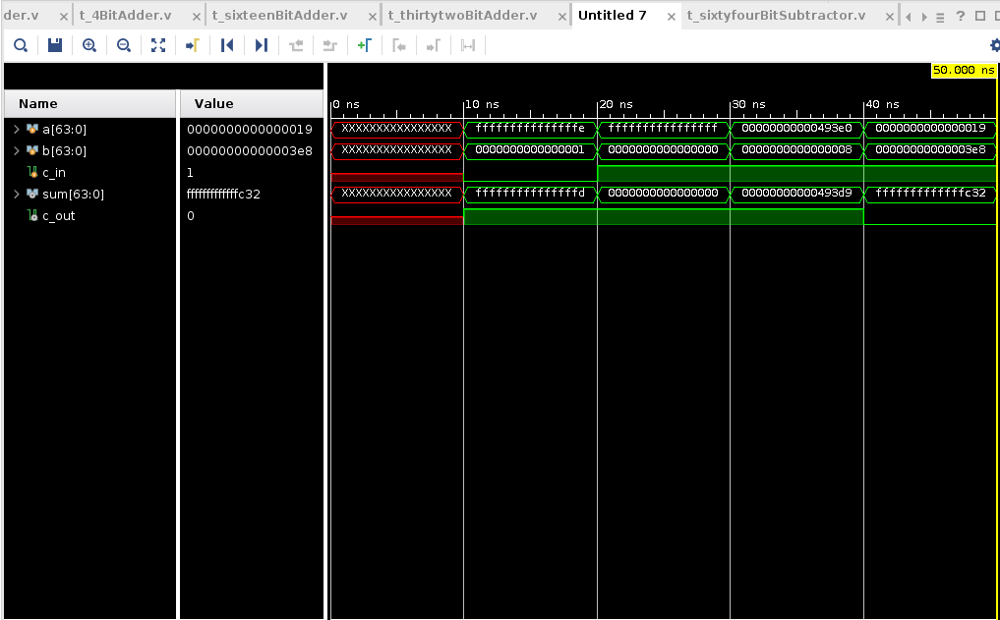 der.v × t_4BitAdder.v × t_sixteenBitAdder.v × t_thirtytwoBitAdder.v × Untitled 7 × t_sixtyfourBitSubtractor.v ×
50.000 ns
Name Value 0 ns 10 ns 20 ns 30 ns 40 ns
a[63:0] 0000000000000019 XXXXXXXXXXXXXXXX fffffffffffffffe ffffffffffffffff 00000000000493e0 0000000000000019
b[63:0] 00000000000003e8 XXXXXXXXXXXXXXXX 0000000000000001 0000000000000000 0000000000000008 00000000000003e8
c_in 1
sum[63:0] fffffffffffffc32 XXXXXXXXXXXXXXXX fffffffffffffffd 0000000000000000 00000000000493d9 fffffffffffffc32
c_out 0